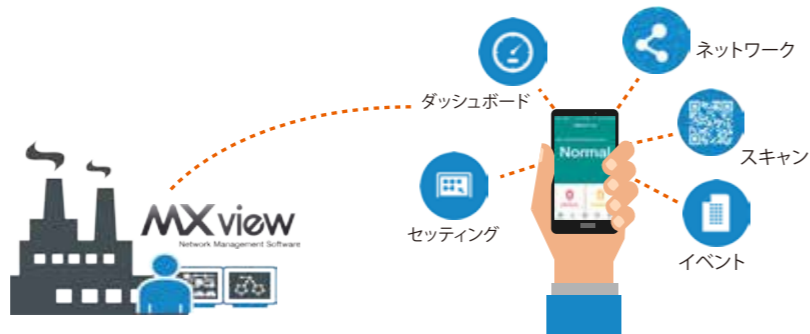 ネットワーク
ダッシュボード
スキャン
Normal
MXview
Network Management Software
セッティング
イベント